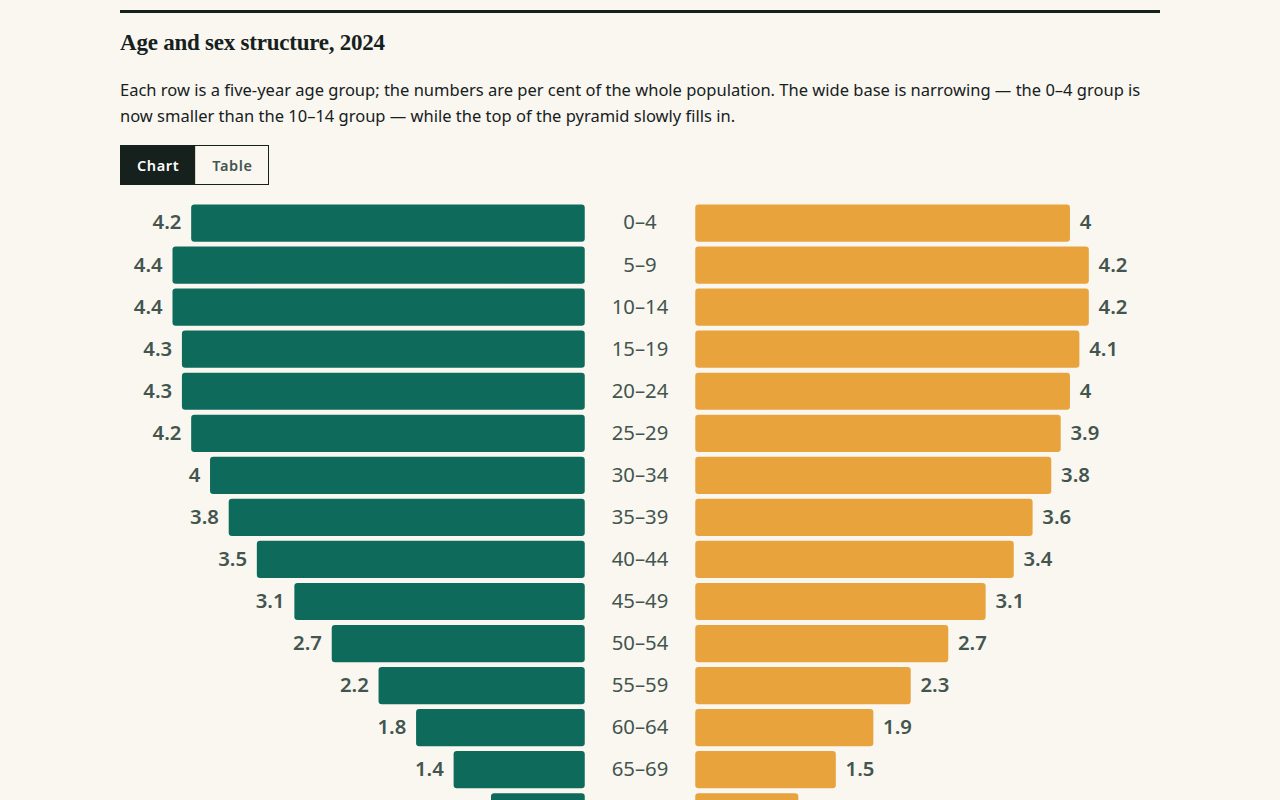 Age and sex structure, 2024
Each row is a five-year age group; the numbers are per cent of the whole population. The wide base is narrowing — the 0–4 group is
now smaller than the 10–14 group — while the top of the pyramid slowly fills in.
Chart Table
4.2 0–4 4
4.4 5–9 4.2
4.4 10–14 4.2
4.3 15–19 4.1
4.3 20–24 4
4.2 25–29 3.9
4 30–34 3.8
3.8 35–39 3.6
3.5 40–44 3.4
3.1 45–49 3.1
2.7 50–54 2.7
2.2 55–59 2.3
1.8 60–64 1.9
1.4 65–69 1.5